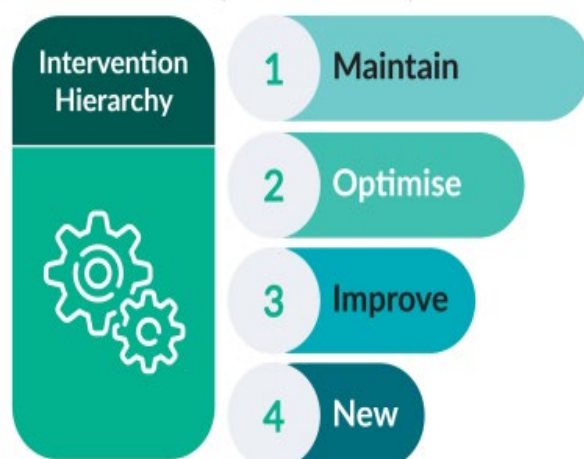 Intervention
Hierarchy
1 Maintain
2 Optimise
3 Improve
4 New